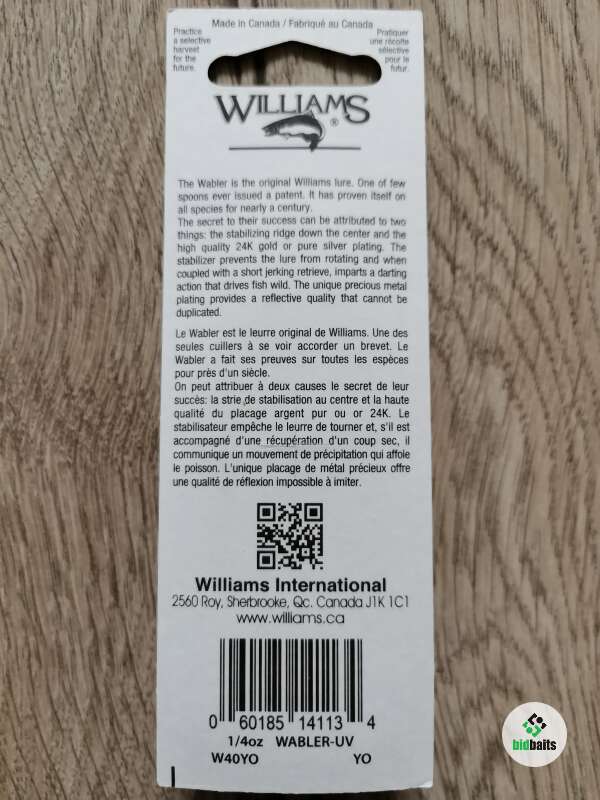 Made in Canada / Fabriqué au Canada
Practice
a selective
harvest
for the
future.
Pratiquer
une récolte
sélective
pour le
futur.
WILLIAMS
®
The Wabler is the original Williams lure. One of few
spoons ever issued a patent. It has proven itself on
all species for nearly a century.
The secret to their success can be attributed to two
things: the stabilizing ridge down the center and the
high quality 24K gold or pure silver plating. The
stabilizer prevents the lure from rotating and when
coupled with a short jerking retrieve, imparts a darting
action that drives fish wild. The unique precious metal
plating provides a reflective quality that cannot be
duplicated.
Le Wabler est le leurre original de Williams. Une des
seules cuillers à se voir accorder un brevet. Le
Wabler a fait ses preuves sur toutes les espèces
pour près d'un siècle.
On peut attribuer à deux causes le secret de leur
succès: la strie de stabilisation au centre et la haute
qualité du placage argent pur ou or 24K. Le
stabilisateur empêche le leurre de tourner et, s'il est
accompagné d'une récupération d'un coup sec, il
communique un mouvement de précipitation qui affole
le poisson. L'unique placage de métal précieux offre
une qualité de réflexion impossible à imiter.
Williams International
2560 Roy, Sherbrooke, Qc. Canada J1K 1C1
www.williams.ca
0 60185 14113 4
1/4oz WABLER-UV
W40YO YO
bidbaits